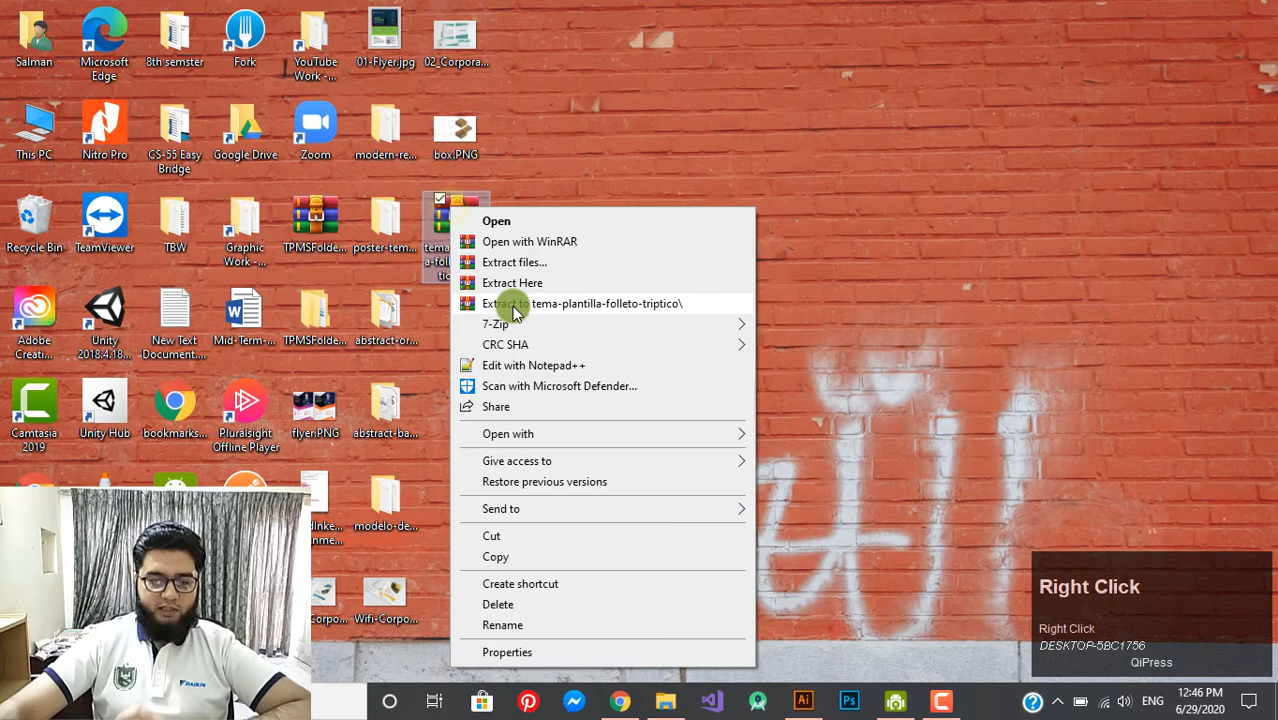 Salman
Microsoft
Edge
8th semster
Fork
YouTube
Work - ...
01-Flyer.jpg
02_Corpora...
This PC
Nitro Pro
CS-55 Easy
Bridge
Google Drive
Zoom
modern-re...
box.PNG
Recycle Bin
TeamViewer
TBW
Graphic
Work - ...
TPMSFolde...
poster-tem...
Adobe
Creati...
Unity
2018.4.18...
New Text
Document....
Mid-Term-...
TPMSFolde...
abstract-or...
Camtasia
2019
Unity Hub
bookmarks...
Pluralsight
Offline Player
flyer.PNG
abstract-ba...
modelo-de...
Wifi-Corpo...
Open
Open with WinRAR
Extract files...
Extract Here
Extract to tema-plantilla-folleto-triptico\
7-Zip
CRC SHA
Edit with Notepad++
Scan with Microsoft Defender...
Share
Open with
Give access to
Restore previous versions
Send to
Cut
Copy
Create shortcut
Delete
Rename
Properties
Right Click
Right Click
DESKTOP-5BC1756
QiPress
DAIKIN
ENG
12:46 PM
6/29/2020